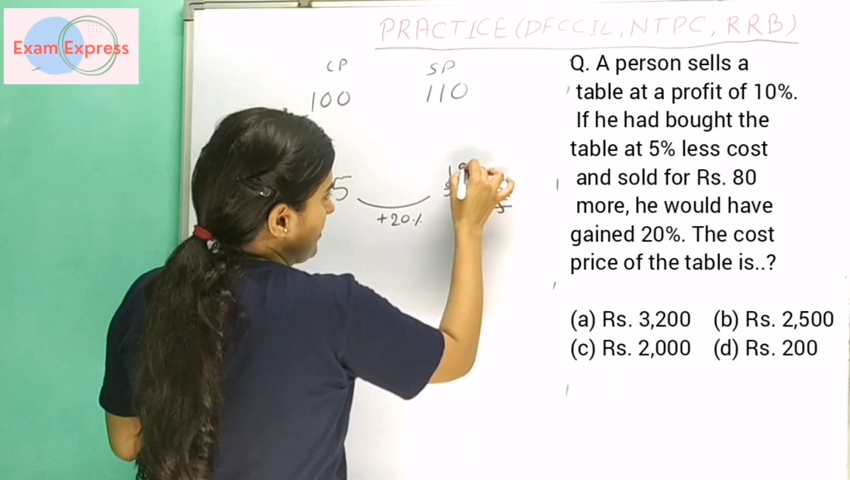 Exam Express
PRACTICE(DFCCIL, NTPC, RRB)
CP SP
100 110
5
+20%
Q. A person sells a
table at a profit of 10%.
If he had bought the
table at 5% less cost
and sold for Rs. 80
more, he would have
gained 20%. The cost
price of the table is..?
(a) Rs. 3,200 (b) Rs. 2,500
(c) Rs. 2,000 (d) Rs. 200